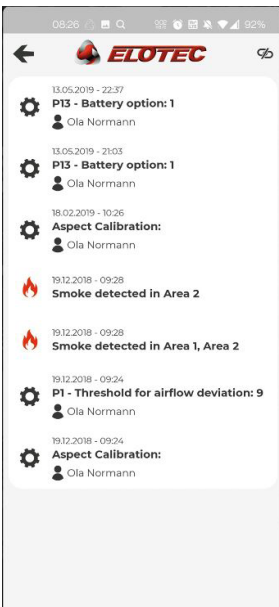 08:26 92%
ELOTEC
13.05.2019 - 22:37
P13 - Battery option: 1
Ola Normann
13.05.2019 - 21:03
P13 - Battery option: 1
Ola Normann
18.02.2019 - 10:26
Aspect Calibration:
Ola Normann
19.12.2018 - 09:28
Smoke detected in Area 2
19.12.2018 - 09:28
Smoke detected in Area 1, Area 2
19.12.2018 - 09:24
P1 - Threshold for airflow deviation: 9
Ola Normann
19.12.2018 - 09:24
Aspect Calibration:
Ola Normann